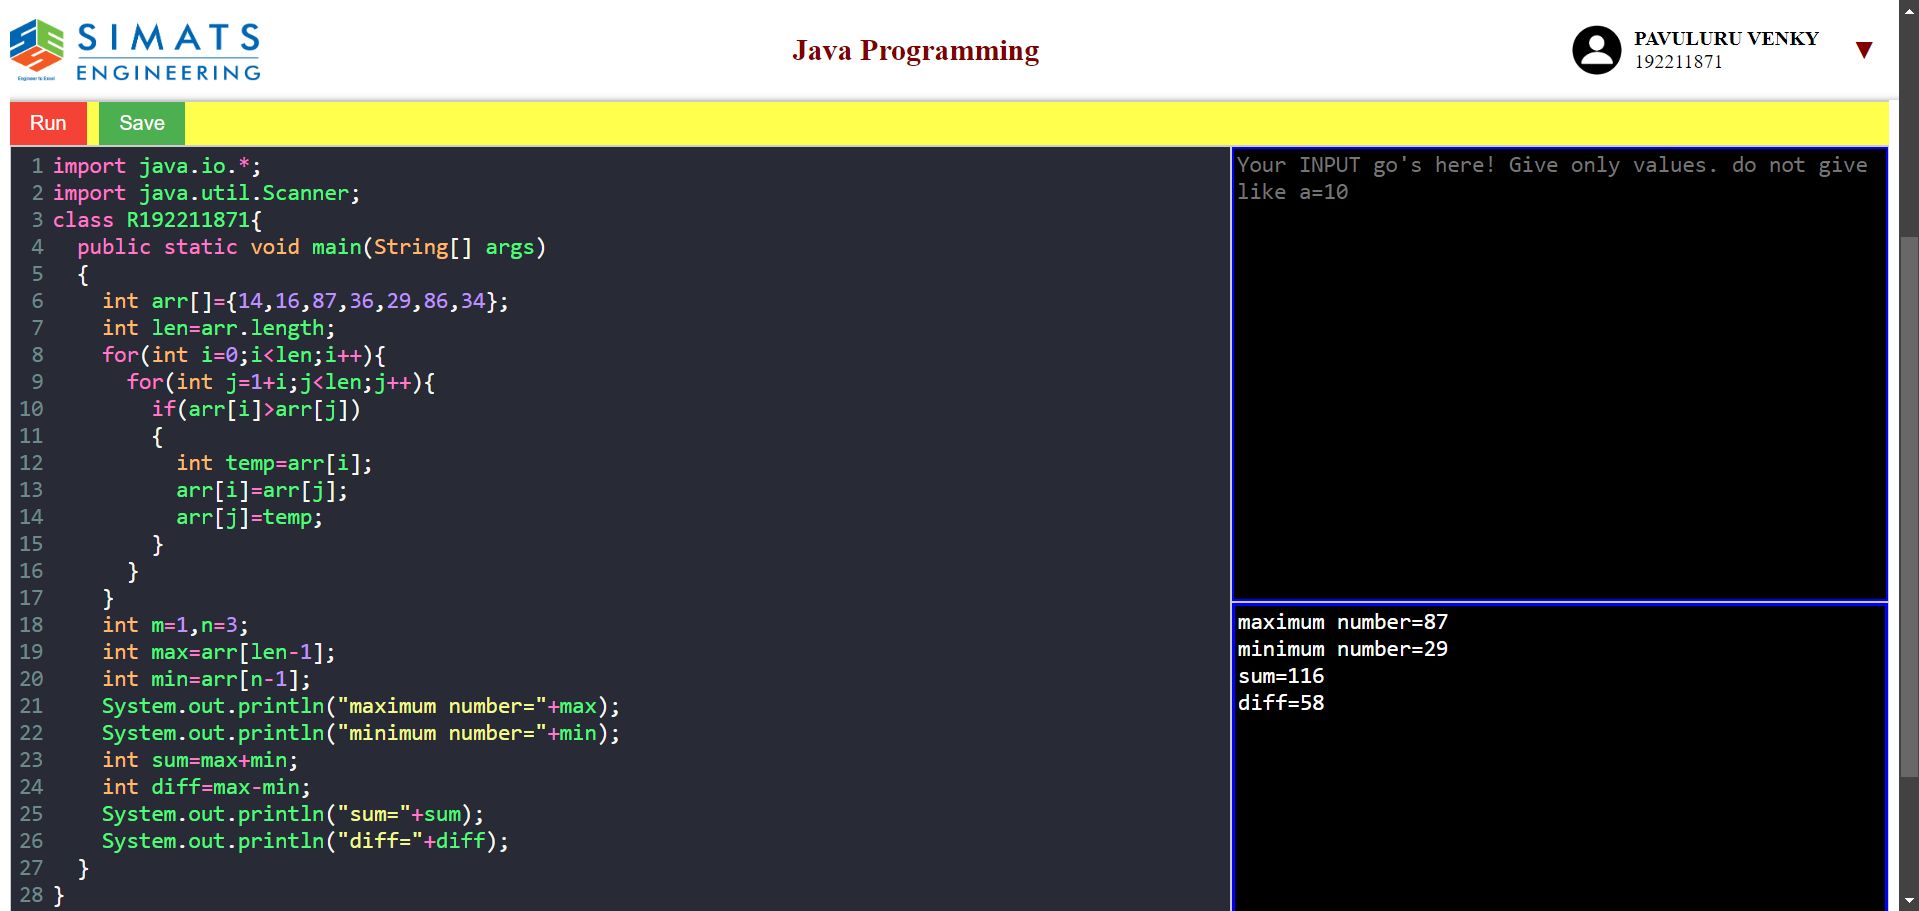 SIMATS
ENGINEERING
Engineer to Excel
Java Programming
PAVULURU VENKY
192211871
Run
Save
1 import java.io.*;
2 import java.util.Scanner;
3 class R192211871{
4   public static void main(String[] args)
5   {
6     int arr[]={14,16,87,36,29,86,34};
7     int len=arr.length;
8     for(int i=0;i<len;i++){
9       for(int j=1+i;j<len;j++){
10         if(arr[i]>arr[j])
11         {
12           int temp=arr[i];
13           arr[i]=arr[j];
14           arr[j]=temp;
15         }
16       }
17     }
18     int m=1,n=3;
19     int max=arr[len-1];
20     int min=arr[n-1];
21     System.out.println("maximum number="+max);
22     System.out.println("minimum number="+min);
23     int sum=max+min;
24     int diff=max-min;
25     System.out.println("sum="+sum);
26     System.out.println("diff="+diff);
27   }
28 }
Your INPUT go's here! Give only values. do not give
like a=10
maximum number=87
minimum number=29
sum=116
diff=58